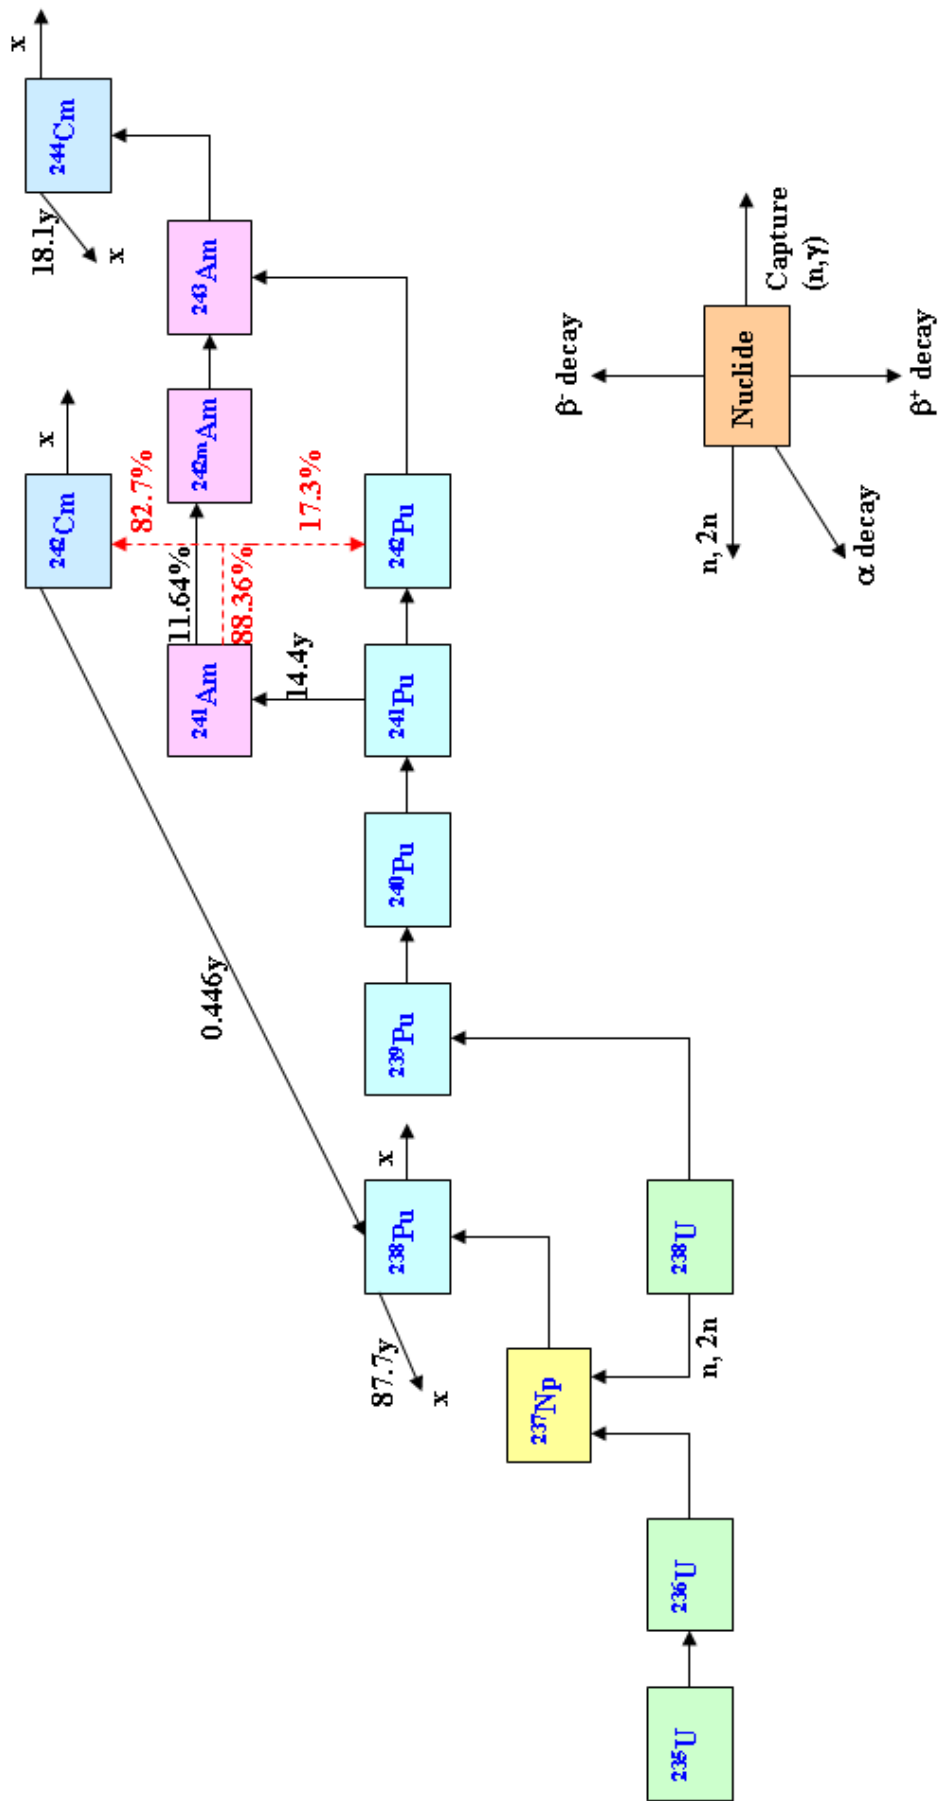 x
²⁴⁴Cm
18.1y
x
x
²⁴²Cm
82.7%
²⁴³Am
²⁴²ᵐAm
11.64%
88.36%
17.3%
²⁴¹Am
14.4y
0.446y
²⁴²Pu
²⁴¹Pu
²⁴⁰Pu
²³⁹Pu
x
²³⁸Pu
87.7y
x
²³⁷Np
n, 2n
²³⁸U
²³⁶U
²³⁵U
β⁻ decay
Nuclide
Capture
(n,γ)
n, 2n
α decay
β⁺ decay